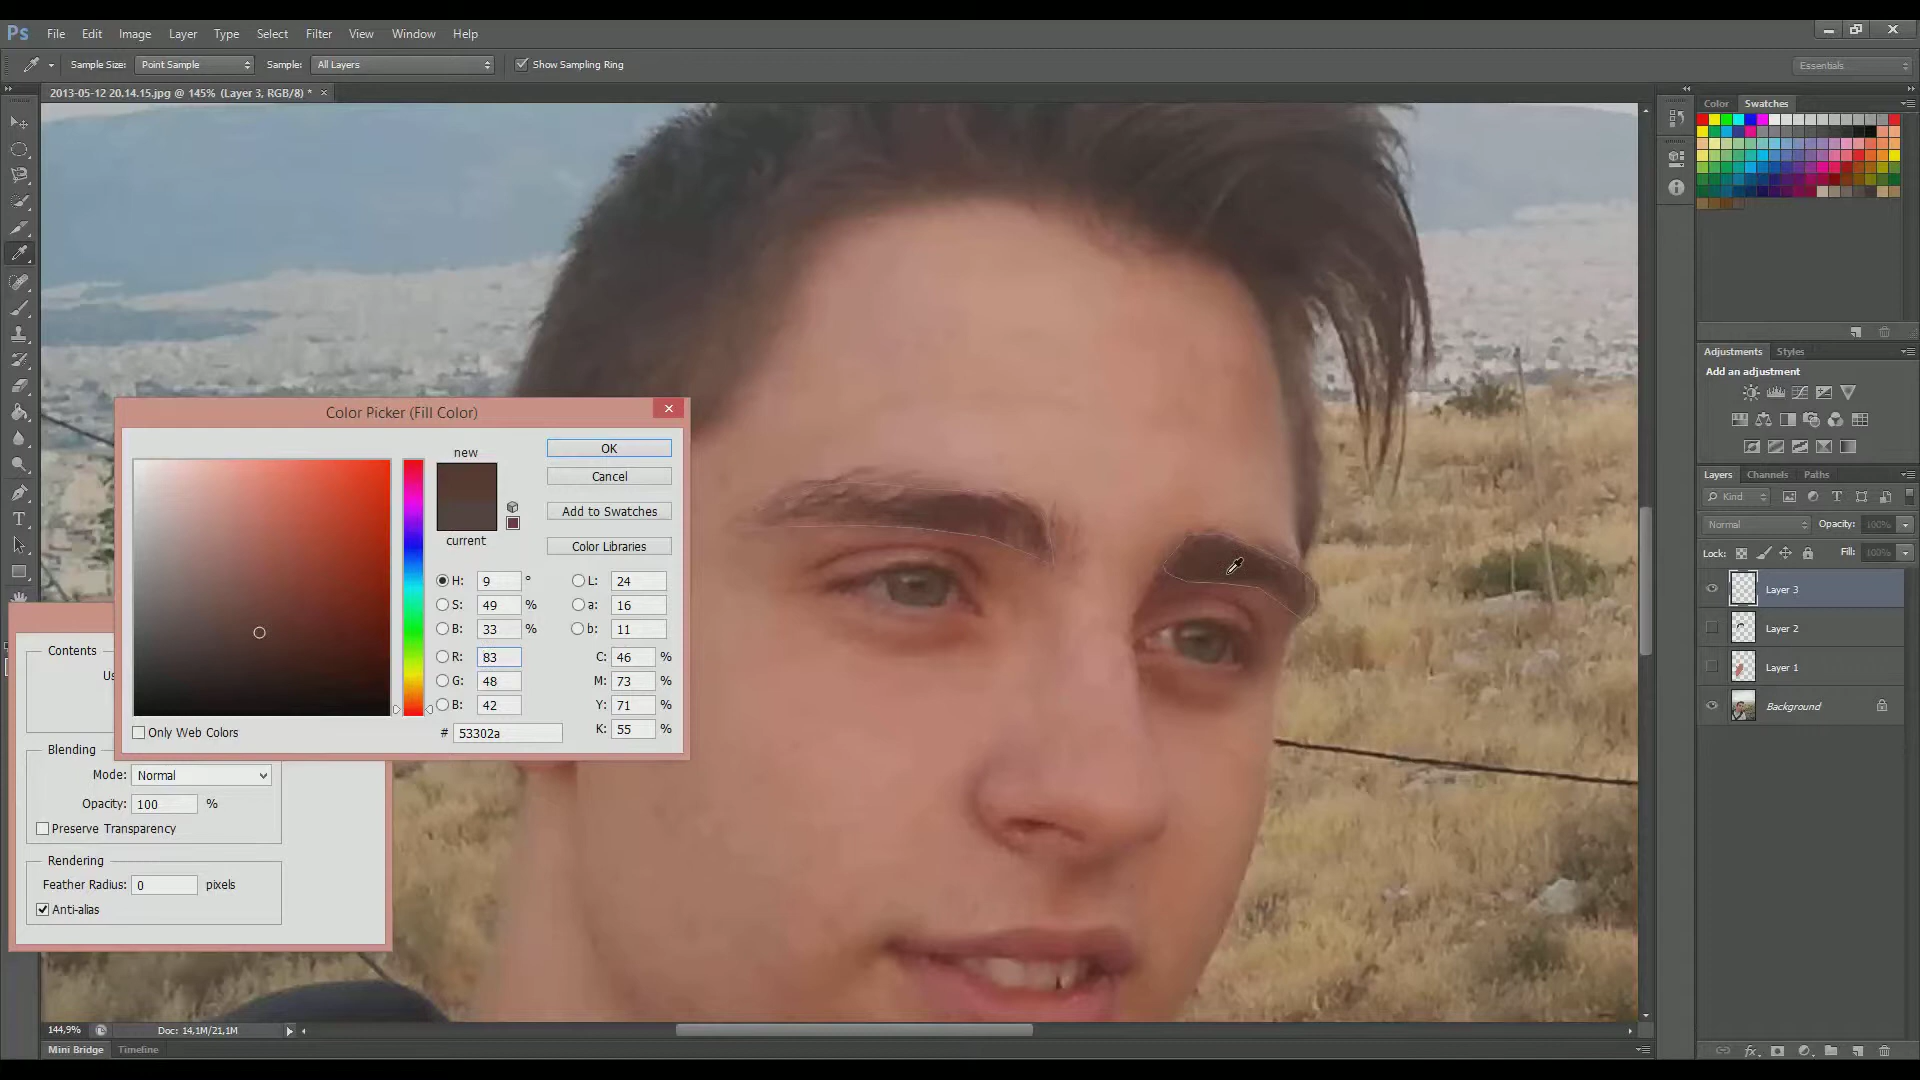 Ps File Edit Image Layer Type Select Filter View Window Help
Sample Size: Point Sample Sample: All Layers Show Sampling Ring Essentials
2013-05-12 20.14.15.jpg @ 145% (Layer 3, RGB/8) * ×
Color Swatches
Adjustments Styles
Add an adjustment
Color Picker (Fill Color)
new
current
OK
Cancel
Add to Swatches
Color Libraries
H: 9 ° L: 24
S: 49 % a: 16
B: 33 % b: 11
R: 83 C: 46 %
G: 48 M: 73 %
B: 42 Y: 71 %
K: 55 %
Only Web Colors # 53302a
Contents
Us
Blending
Mode: Normal
Opacity: 100 %
Preserve Transparency
Rendering
Feather Radius: 0 pixels
Anti-alias
Layers Channels Paths
Kind
Normal Opacity: 100%
Lock: Fill: 100%
Layer 3
Layer 2
Layer 1
Background
144,9% Doc: 14,1M/21,1M
Mini Bridge Timeline